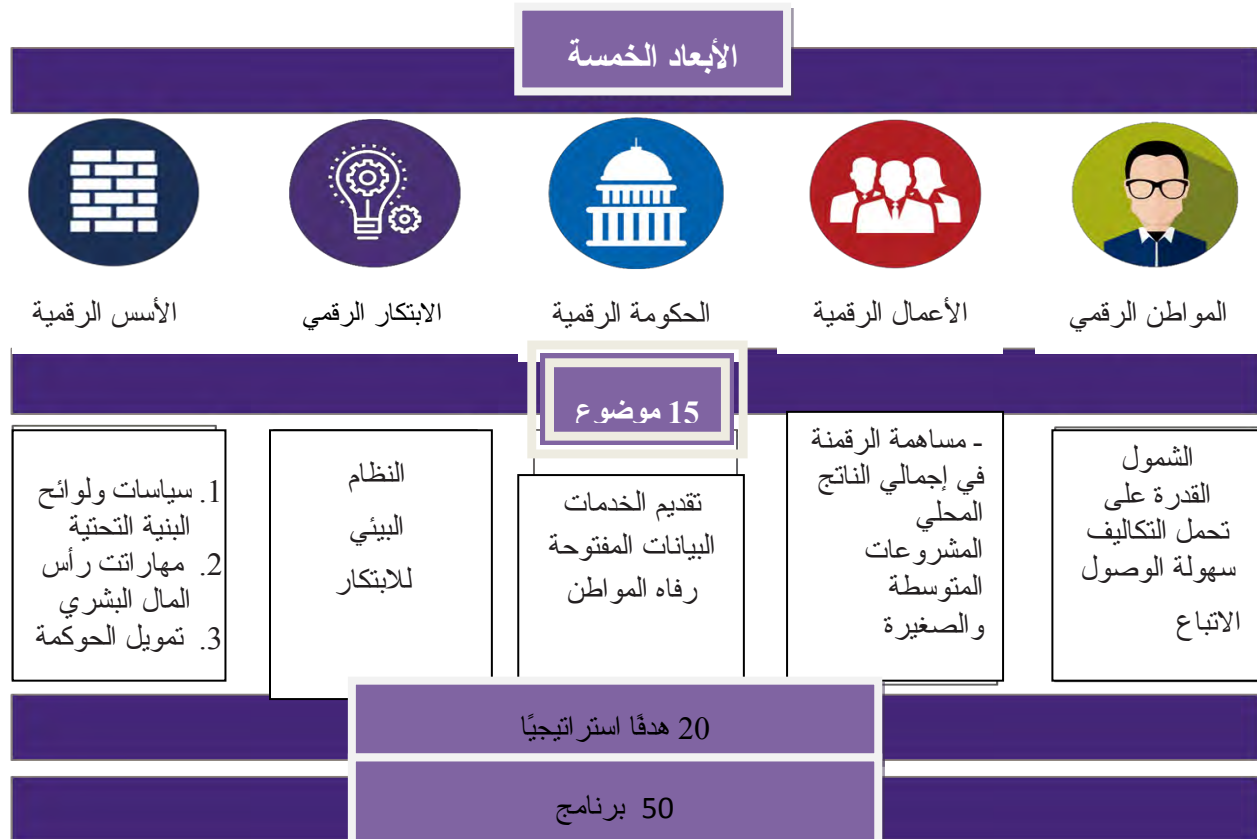 الأبعاد الخمسة
المواطن الرقمي
الأعمال الرقمية
الحكومة الرقمية
الابتكار الرقمي
الأسس الرقمية
15 موضوع
الشمول
القدرة على
تحمل التكاليف
سهولة الوصول
الاتباع
- مساهمة الرقمنة
في إجمالي الناتج
المحلي
المشروعات
المتوسطة
والصغيرة
تقديم الخدمات
البيانات المفتوحة
رفاه المواطن
النظام
البيئي
للابتكار
1. سياسات ولوائح
البنية التحتية
2. مهاراتت رأس
المال البشري
3. تمويل الحوكمة
20 هدفًا استراتيجيًا
50 برنامج